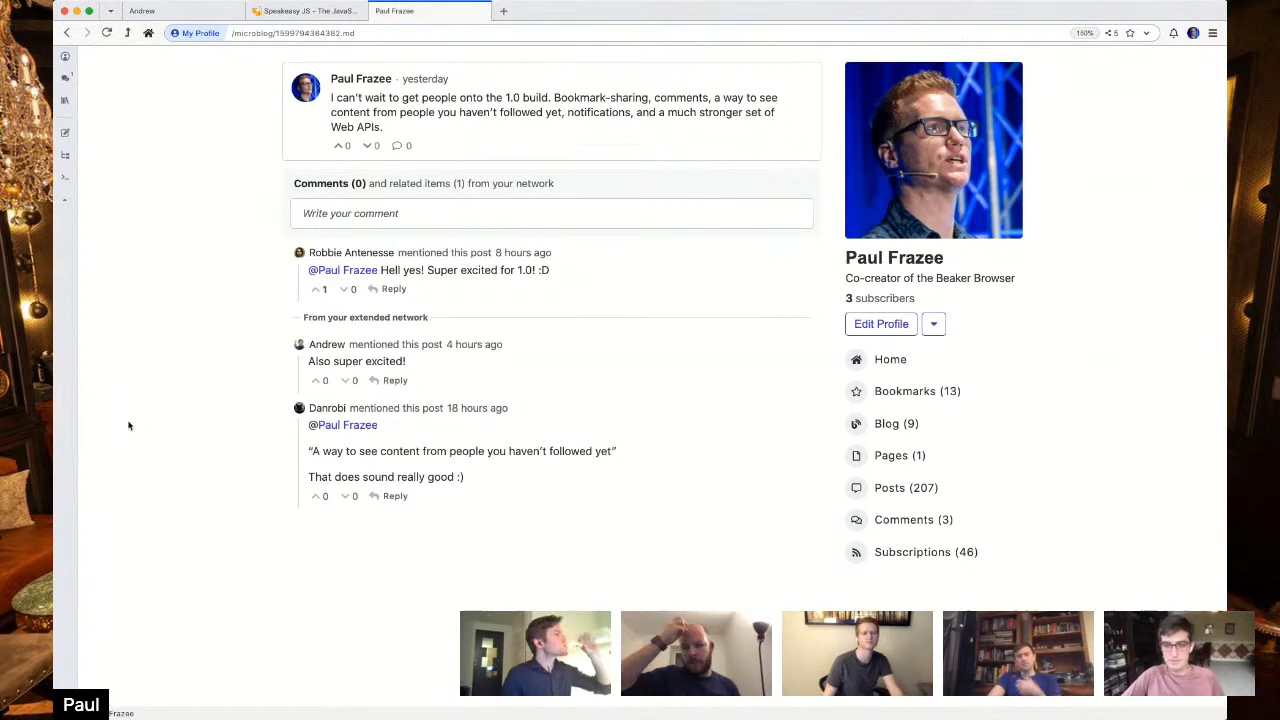 Andrew
Speakeasy JS - The JavaS...
Paul Frazee
My Profile /microblog/1599794364382.md
150%
5
1
Paul Frazee · yesterday
I can't wait to get people onto the 1.0 build. Bookmark-sharing, comments, a way to see
content from people you haven't followed yet, notifications, and a much stronger set of
Web APIs.
0 0 0
Comments (0) and related items (1) from your network
Write your comment
Robbie Antenesse mentioned this post 8 hours ago
@Paul Frazee Hell yes! Super excited for 1.0! :D
1 0 Reply
From your extended network
Andrew mentioned this post 4 hours ago
Also super excited!
0 0 Reply
Danrobi mentioned this post 18 hours ago
@Paul Frazee
“A way to see content from people you haven't followed yet”
That does sound really good :)
0 0 Reply
Paul Frazee
Co-creator of the Beaker Browser
3 subscribers
Edit Profile
Home
Bookmarks (13)
Blog (9)
Pages (1)
Posts (207)
Comments (3)
Subscriptions (46)
Paul
Frazee